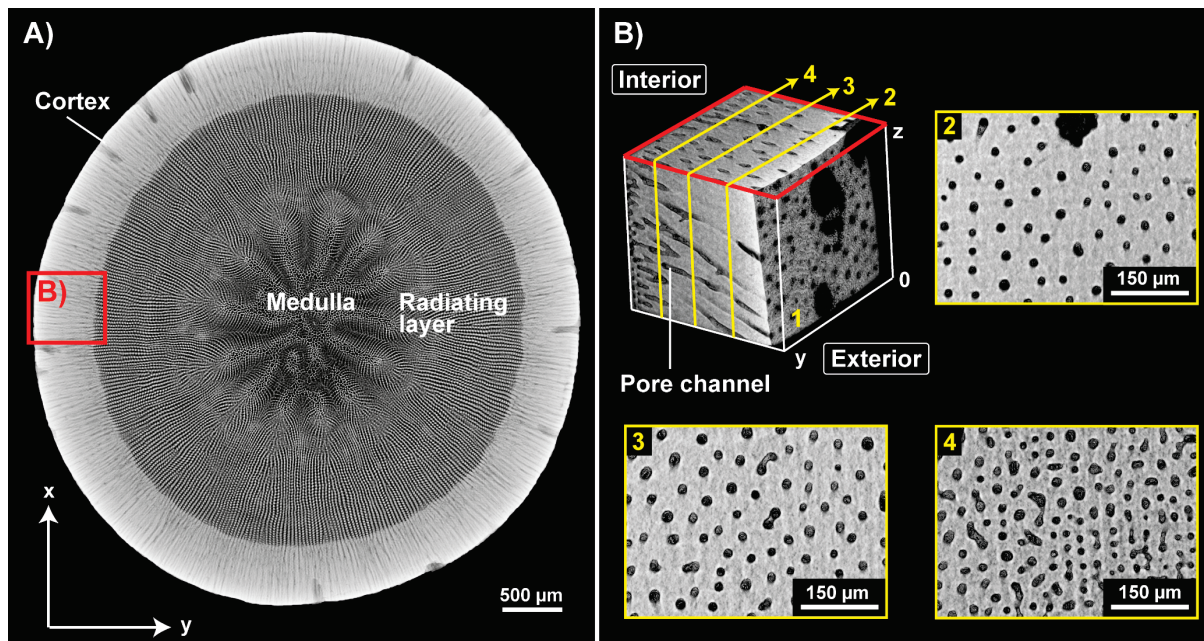 A)
Cortex
B)
Medulla
Radiating
layer
x
y
500 µm
B)
Interior
4
3
2
z
0
1
y
Exterior
Pore channel
2
150 µm
3
150 µm
4
150 µm